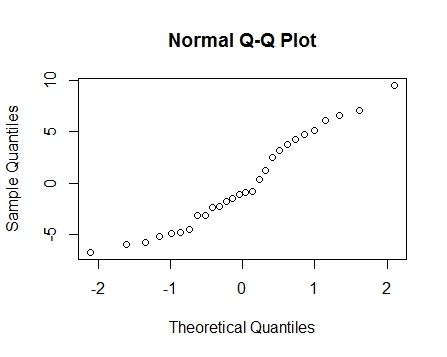 Normal Q-Q Plot
Sample Quantiles
10
5
0
-5
-2 -1 0 1 2
Theoretical Quantiles